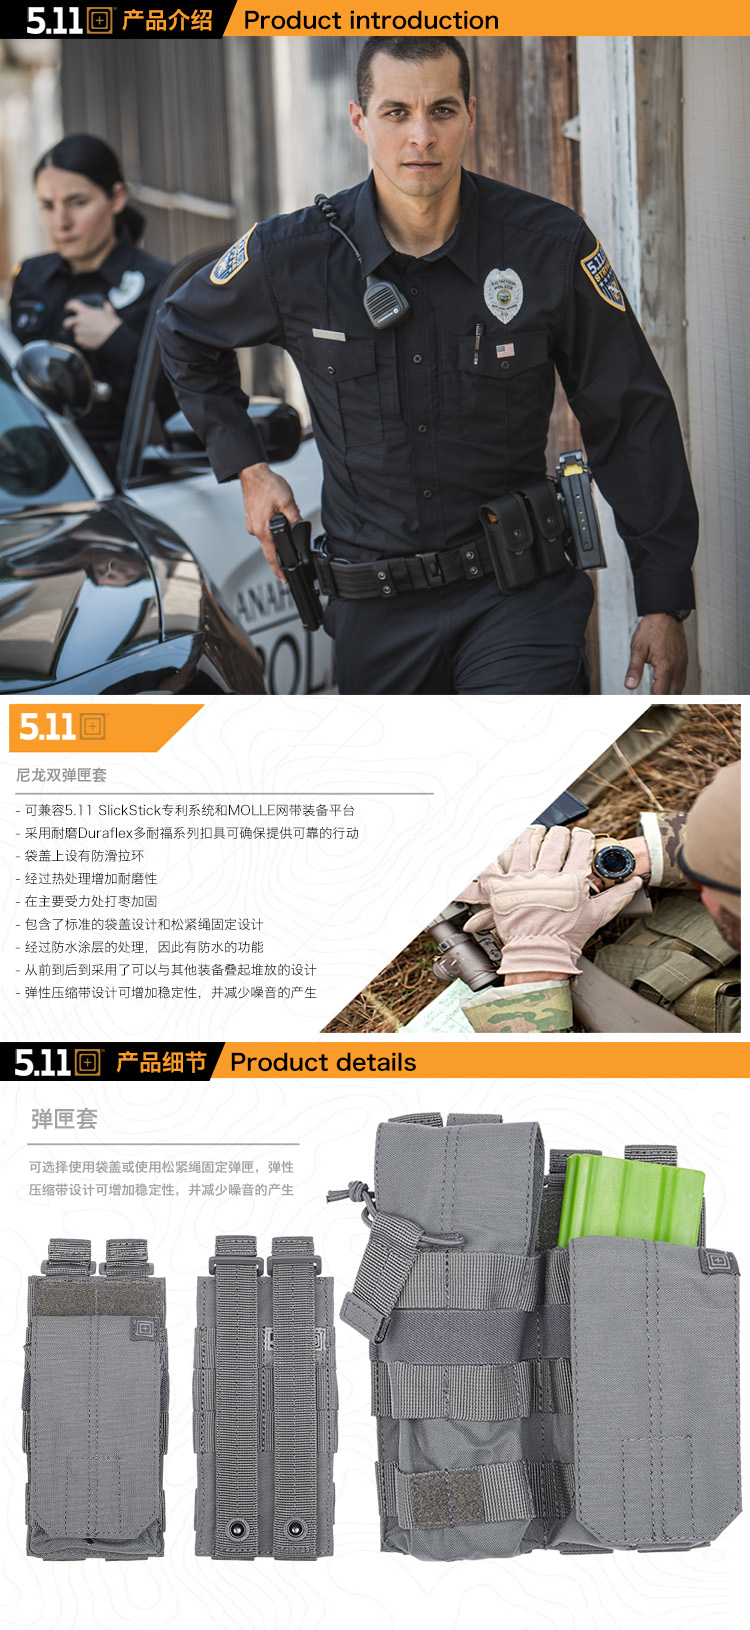 5.11 产品介绍 Product introduction
5.11
POLICE
ANAH
POL
5.11
尼龙双弹匣套
- 可兼容5.11 SlickStick专利系统和MOLLE网带装备平台
- 采用耐磨Duraflex多耐福系列扣具可确保提供可靠的行动
- 袋盖上设有防滑拉环
- 经过热处理增加耐磨性
- 在主要受力处打枣加固
- 包含了标准的袋盖设计和松紧绳固定设计
- 经过防水涂层的处理，因此有防水的功能
- 从前到后到采用了可以与其他装备叠起堆放的设计
- 弹性压缩带设计可增加稳定性，并减少噪音的产生
5.11 产品细节 Product details
弹匣套
可选择使用袋盖或使用松紧绳固定弹匣，弹性
压缩带设计可增加稳定性，并减少噪音的产生